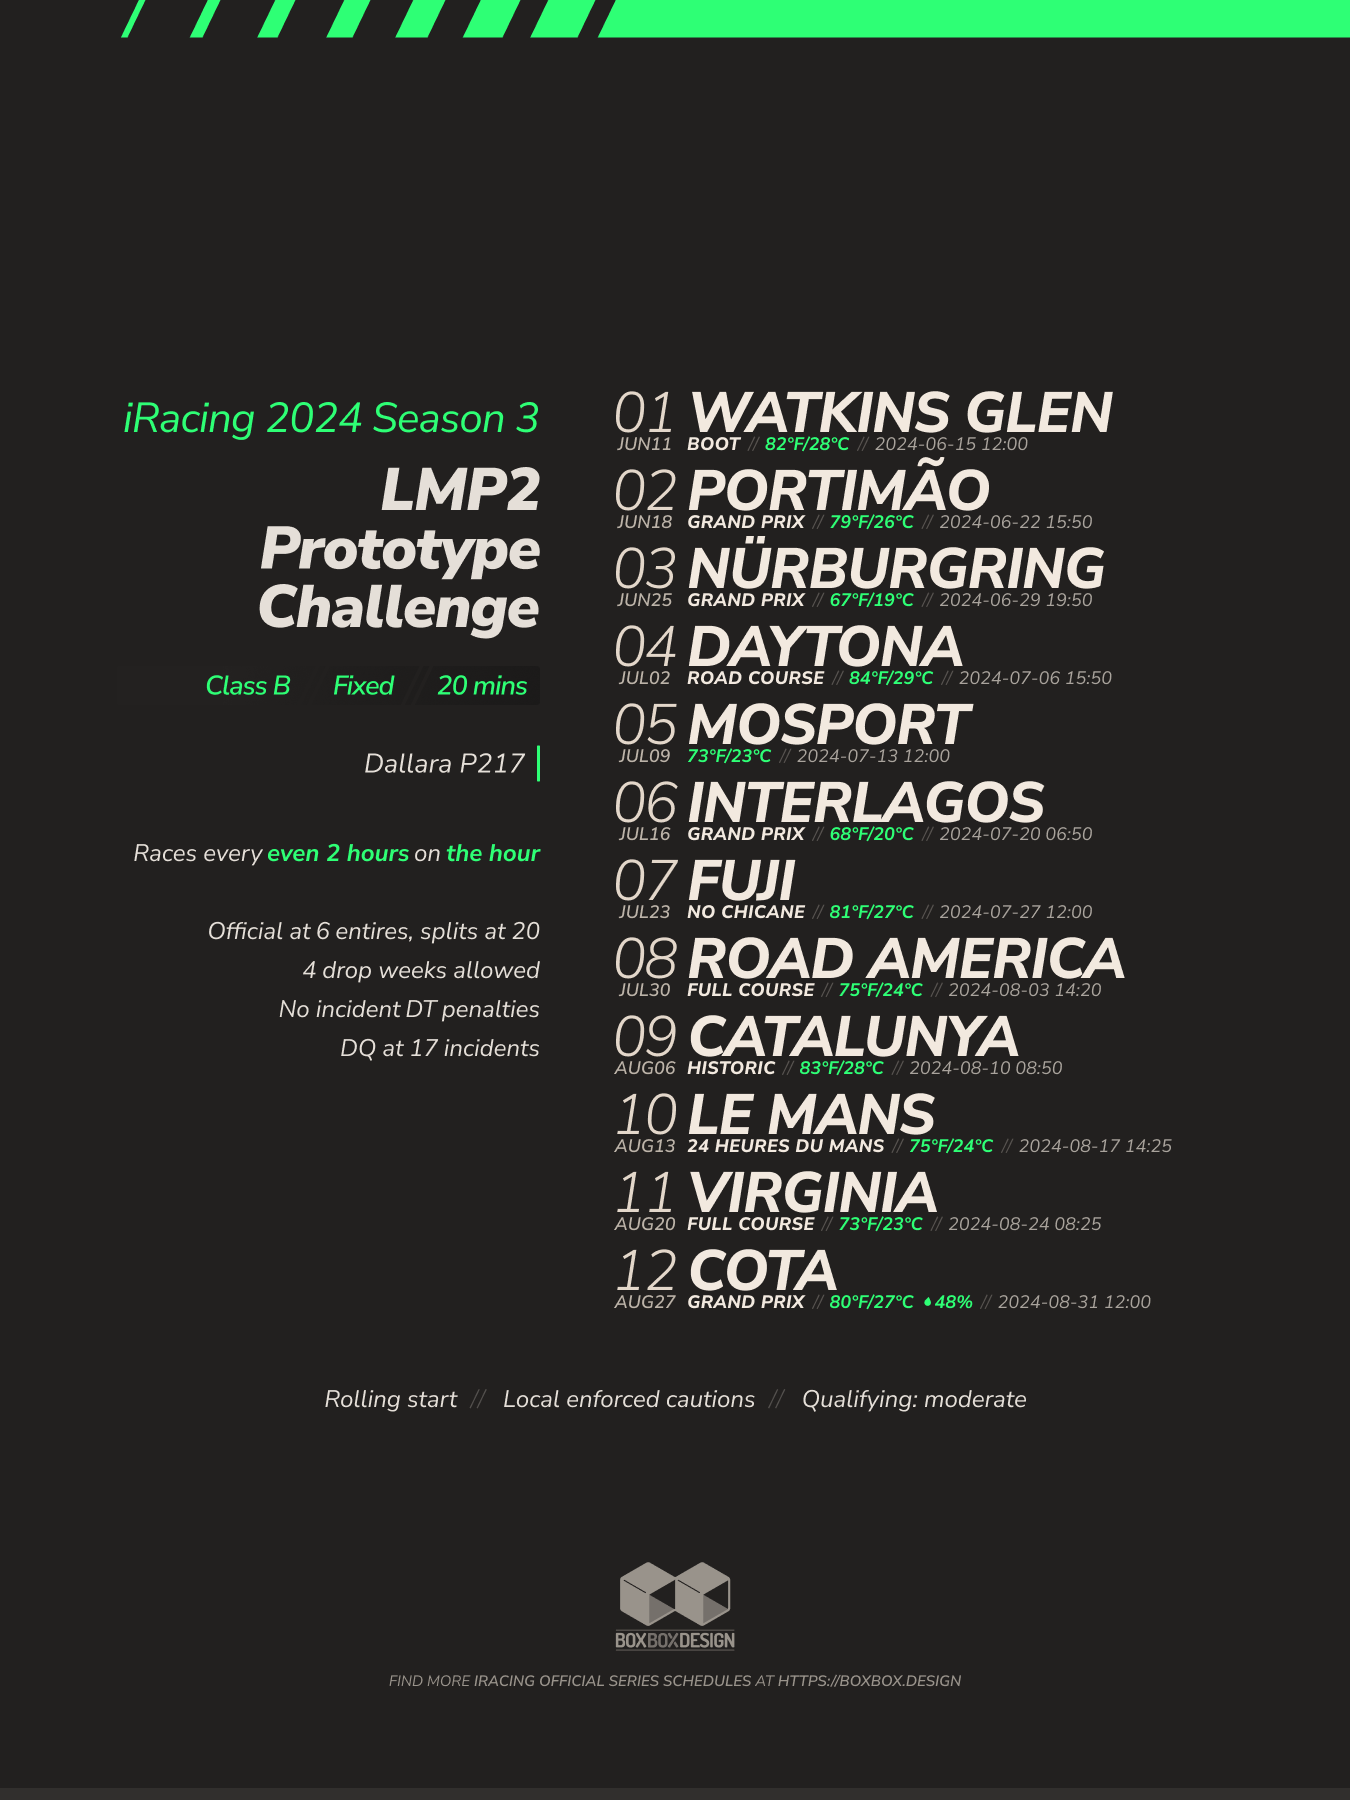 iRacing 2024 Season 3
LMP2
Prototype
Challenge
Class B Fixed // 20 mins
Dallara P217
Races every even 2 hours on the hour
Official at 6 entires, splits at 20
4 drop weeks allowed
No incident DT penalties
DQ at 17 incidents
01 WATKINS GLEN
JUN11 BOOT // 82°F/28°C // 2024-06-15 12:00
02 PORTIMÃO
JUN18 GRAND PRIX // 79°F/26°C // 2024-06-22 15:50
03 NÜRBURGRING
JUN25 GRAND PRIX // 67°F/19°C // 2024-06-29 19:50
04 DAYTONA
JUL02 ROAD COURSE // 84°F/29°C // 2024-07-06 15:50
05 MOSPORT
JUL09 73°F/23°C // 2024-07-13 12:00
06 INTERLAGOS
JUL16 GRAND PRIX // 68°F/20°C // 2024-07-20 06:50
07 FUJI
JUL23 NO CHICANE // 81°F/27°C // 2024-07-27 12:00
08 ROAD AMERICA
JUL30 FULL COURSE // 75°F/24°C // 2024-08-03 14:20
09 CATALUNYA
AUG06 HISTORIC // 83°F/28°C // 2024-08-10 08:50
10 LE MANS
AUG13 24 HEURES DU MANS // 75°F/24°C // 2024-08-17 14:25
11 VIRGINIA
AUG20 FULL COURSE // 73°F/23°C // 2024-08-24 08:25
12 COTA
AUG27 GRAND PRIX // 80°F/27°C 48% // 2024-08-31 12:00
Rolling start // Local enforced cautions // Qualifying: moderate
BOXBOXDESIGN
FIND MORE IRACING OFFICIAL SERIES SCHEDULES AT HTTPS://BOXBOX.DESIGN